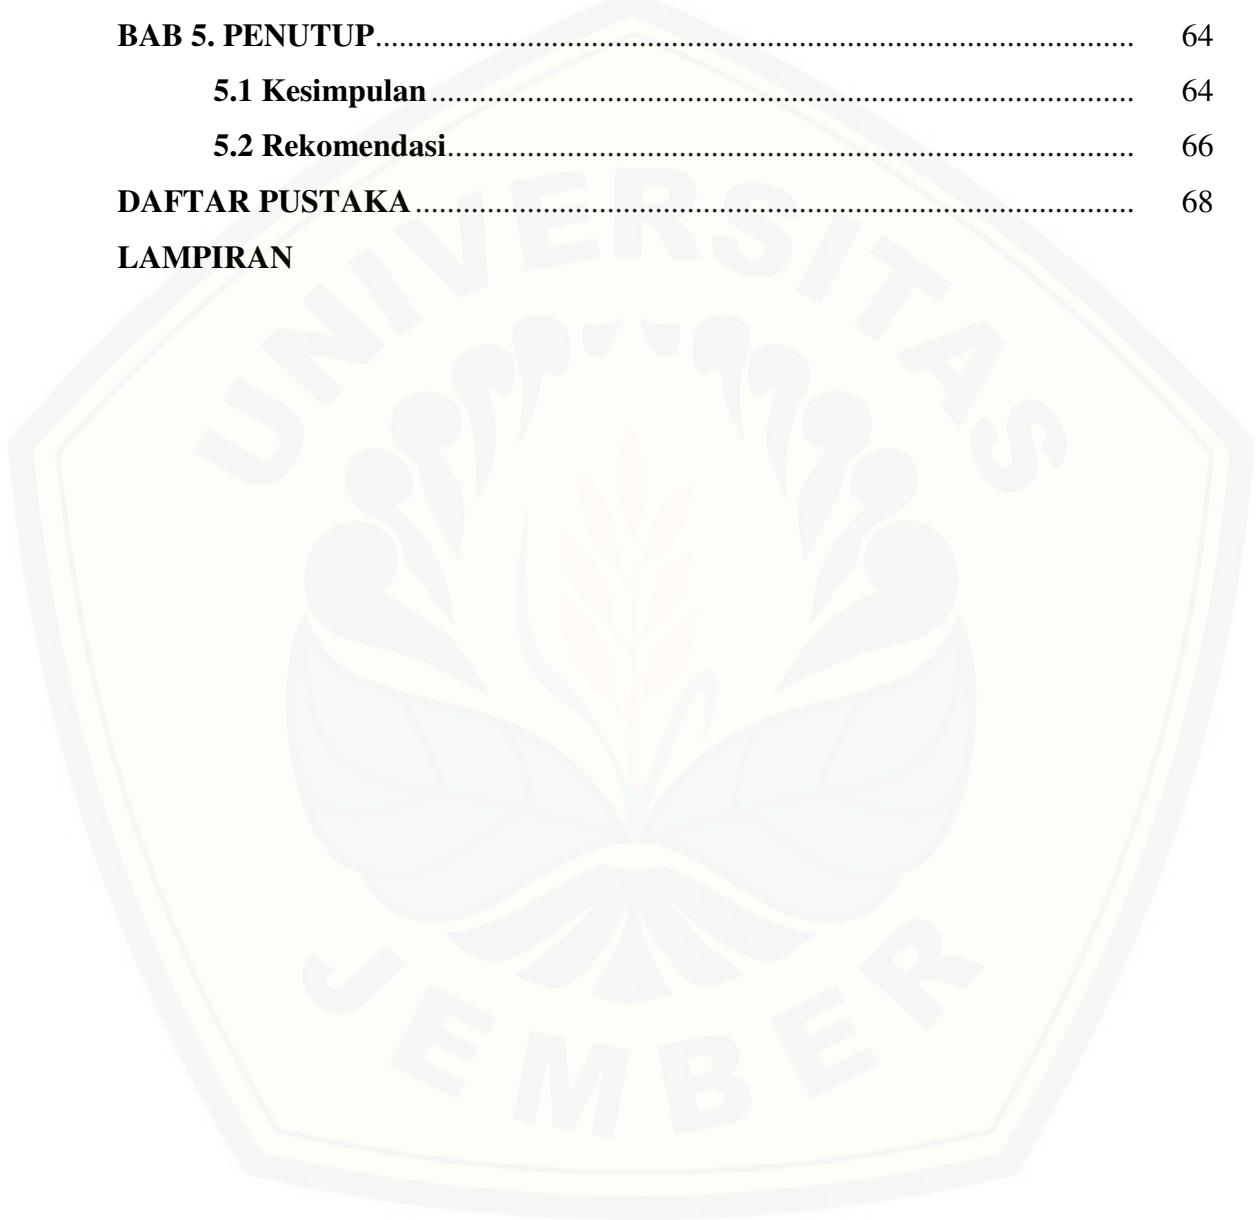 BAB 5. PENUTUP.................................................................................. 64
5.1 Kesimpulan............................................................................ 64
5.2 Rekomendasi.......................................................................... 66
DAFTAR PUSTAKA.............................................................................. 68
LAMPIRAN
UNIVERSITAS
JEMBER